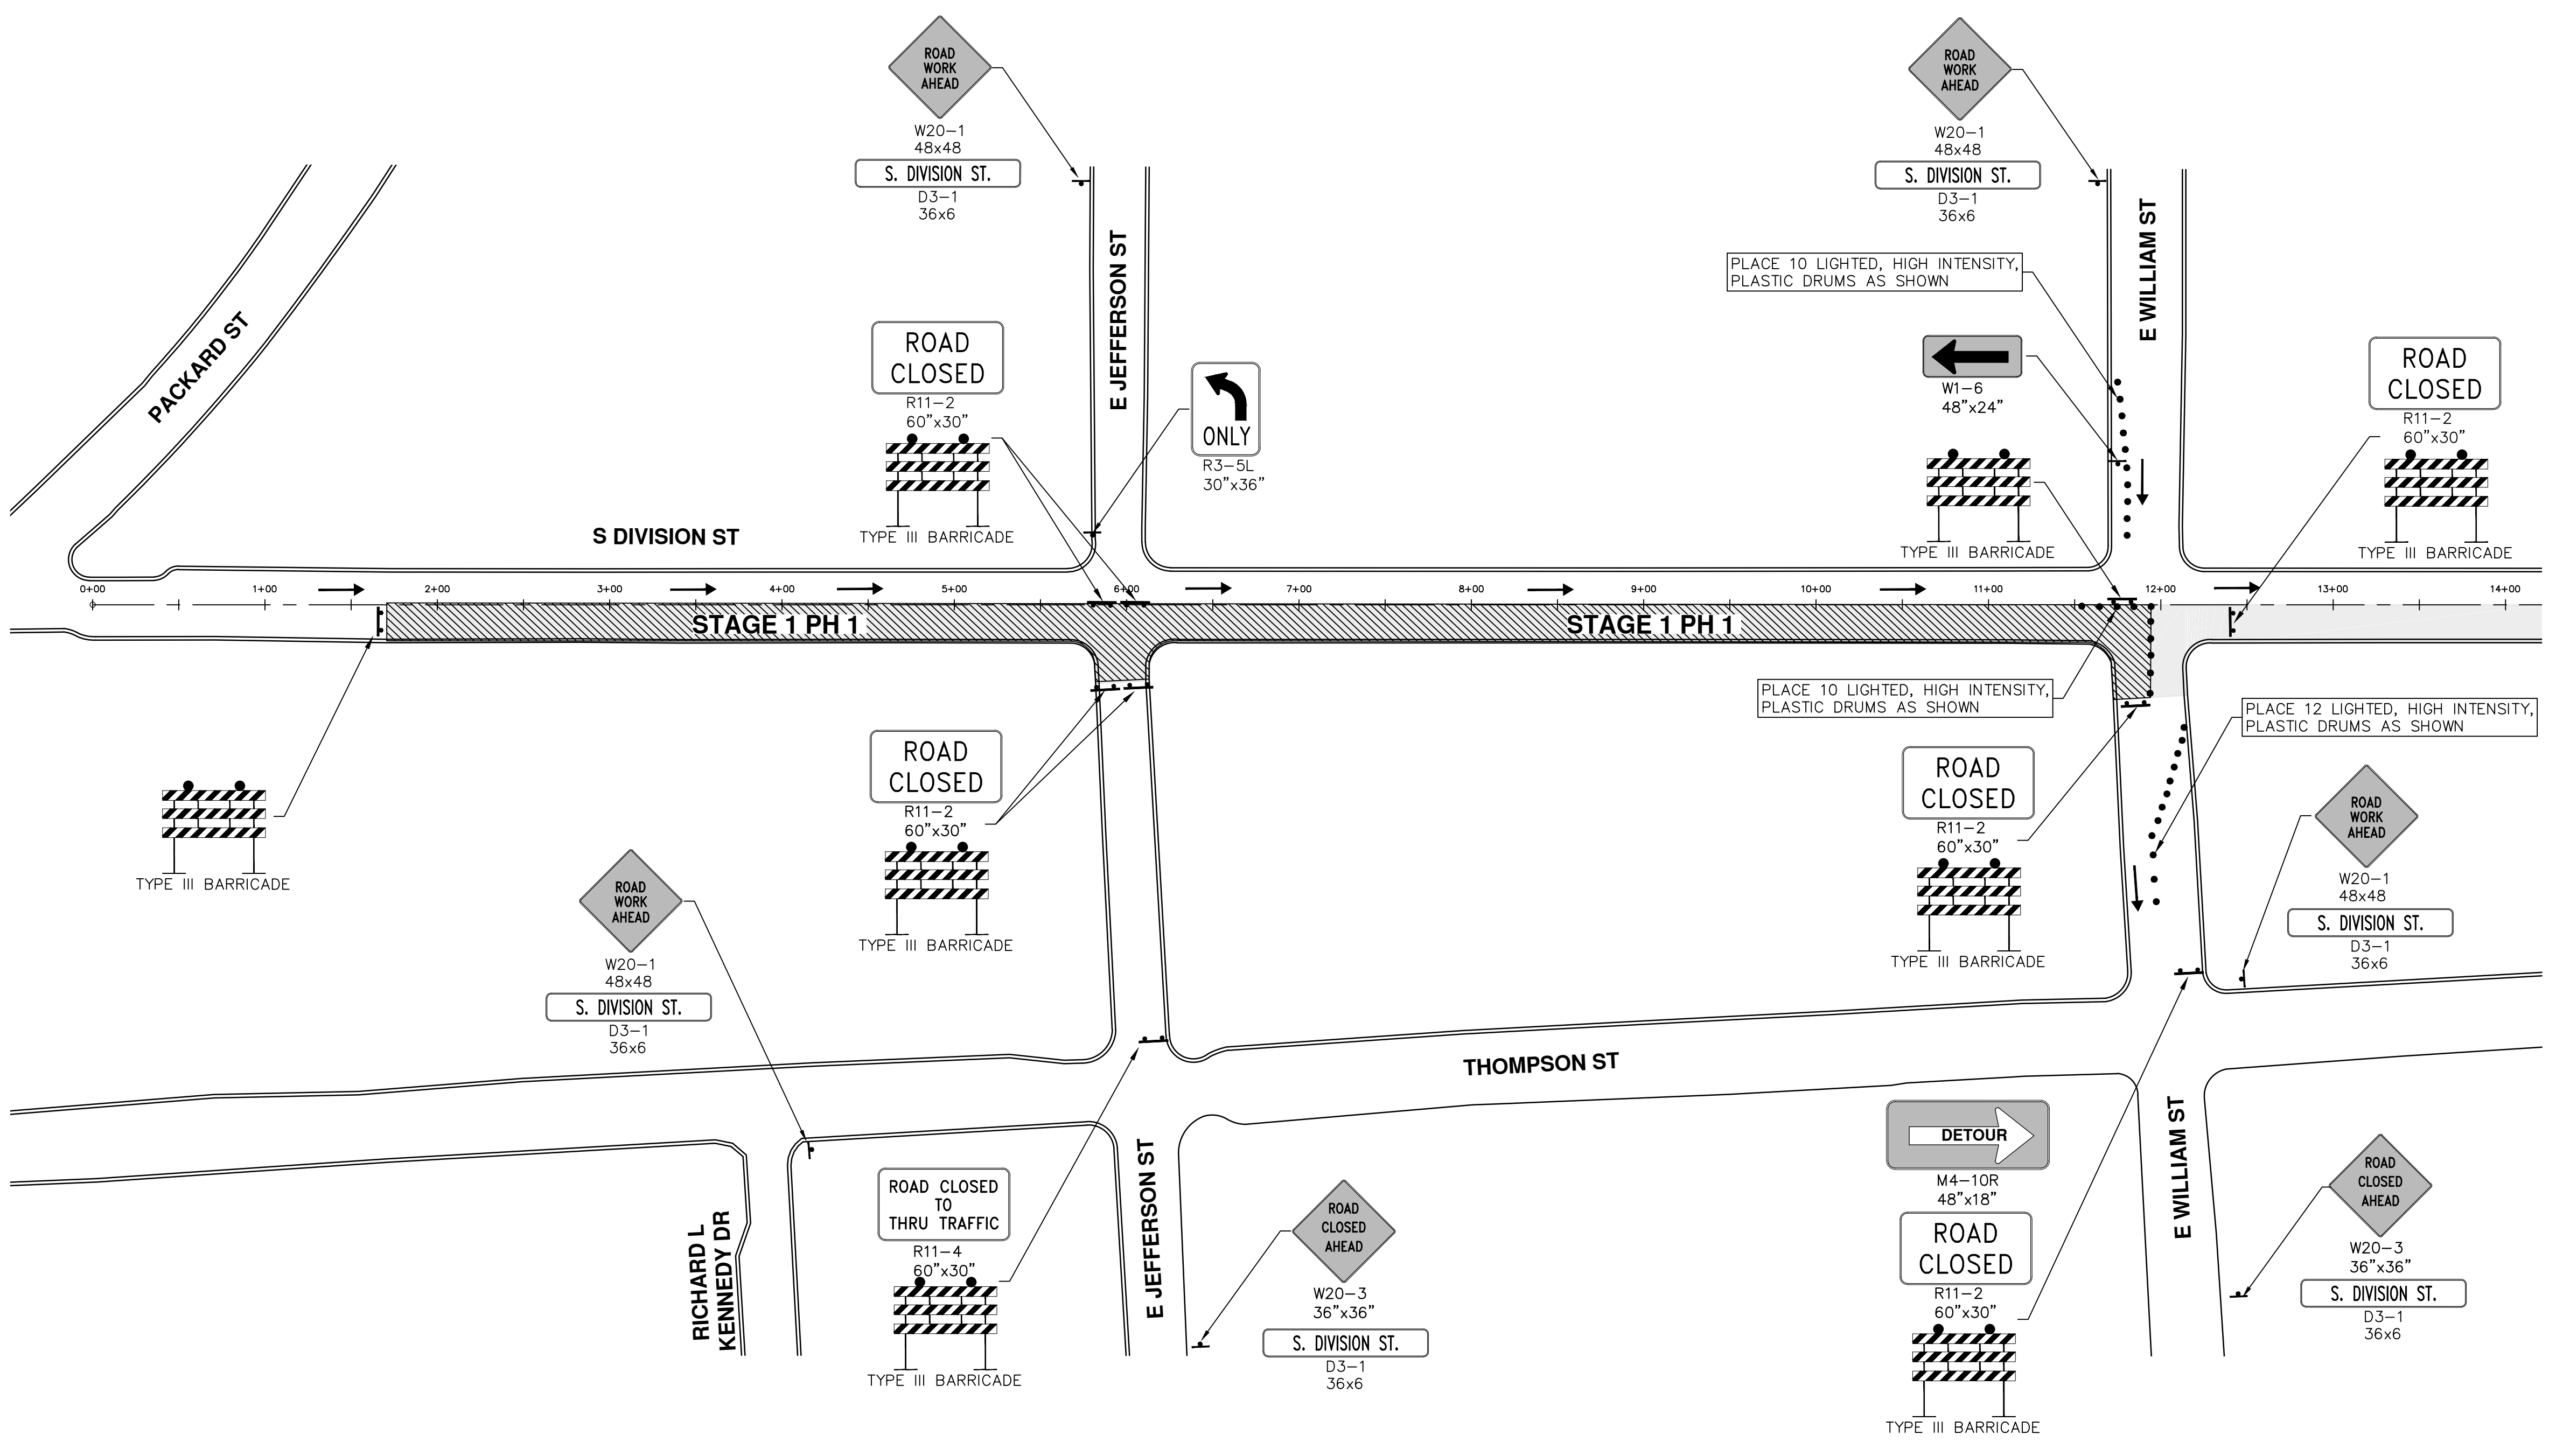 ROAD
WORK
AHEAD
W20-1
48x48
S. DIVISION ST.
D3-1
36x6
ROAD
WORK
AHEAD
W20-1
48x48
S. DIVISION ST.
D3-1
36x6
PACKARD ST
E JEFFERSON ST
E WILLIAM ST
PLACE 10 LIGHTED, HIGH INTENSITY,
PLASTIC DRUMS AS SHOWN
ROAD
CLOSED
R11-2
60"x30"
TYPE III BARRICADE
ONLY
R3-5L
30"x36"
W1-6
48"x24"
TYPE III BARRICADE
ROAD
CLOSED
R11-2
60"x30"
TYPE III BARRICADE
S DIVISION ST
0+00
1+00
2+00
3+00
4+00
5+00
6+00
7+00
8+00
9+00
10+00
11+00
12+00
13+00
14+00
STAGE 1 PH 1
STAGE 1 PH 1
PLACE 10 LIGHTED, HIGH INTENSITY,
PLASTIC DRUMS AS SHOWN
PLACE 12 LIGHTED, HIGH INTENSITY,
PLASTIC DRUMS AS SHOWN
TYPE III BARRICADE
ROAD
CLOSED
R11-2
60"x30"
TYPE III BARRICADE
ROAD
CLOSED
R11-2
60"x30"
TYPE III BARRICADE
ROAD
WORK
AHEAD
W20-1
48x48
S. DIVISION ST.
D3-1
36x6
ROAD
WORK
AHEAD
W20-1
48x48
S. DIVISION ST.
D3-1
36x6
THOMPSON ST
RICHARD L
KENNEDY DR
ROAD CLOSED
TO
THRU TRAFFIC
R11-4
60"x30"
TYPE III BARRICADE
E JEFFERSON ST
ROAD
CLOSED
AHEAD
W20-3
36"x36"
S. DIVISION ST.
D3-1
36x6
DETOUR
M4-10R
48"x18"
ROAD
CLOSED
R11-2
60"x30"
TYPE III BARRICADE
E WILLIAM ST
ROAD
CLOSED
AHEAD
W20-3
36"x36"
S. DIVISION ST.
D3-1
36x6